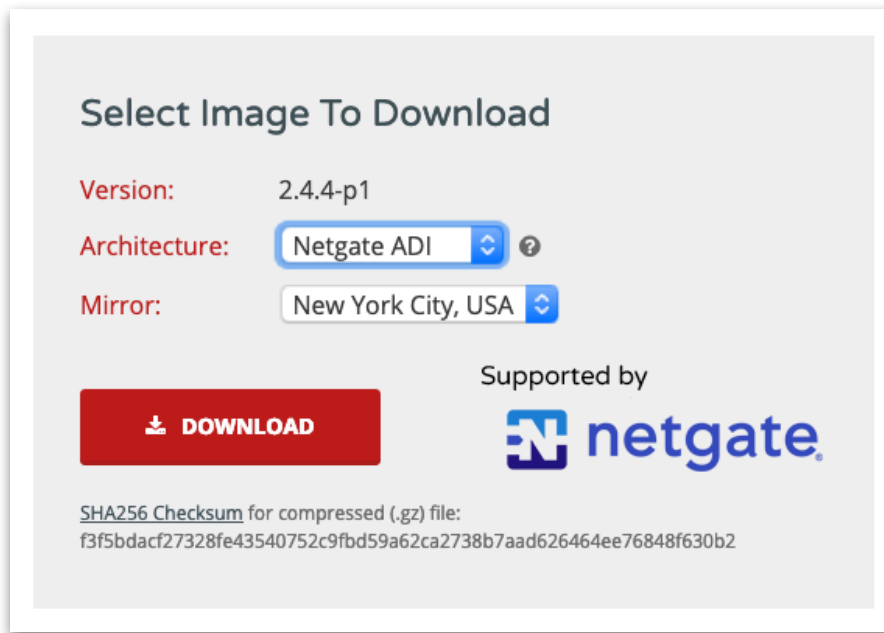 Select Image To Download
Version: 2.4.4-p1
Architecture: Netgate ADI
Mirror: New York City, USA
DOWNLOAD
Supported by
netgate®
SHA256 Checksum for compressed (.gz) file:
f3f5bdacf27328fe43540752c9fbd59a62ca2738b7aad626464ee76848f630b2